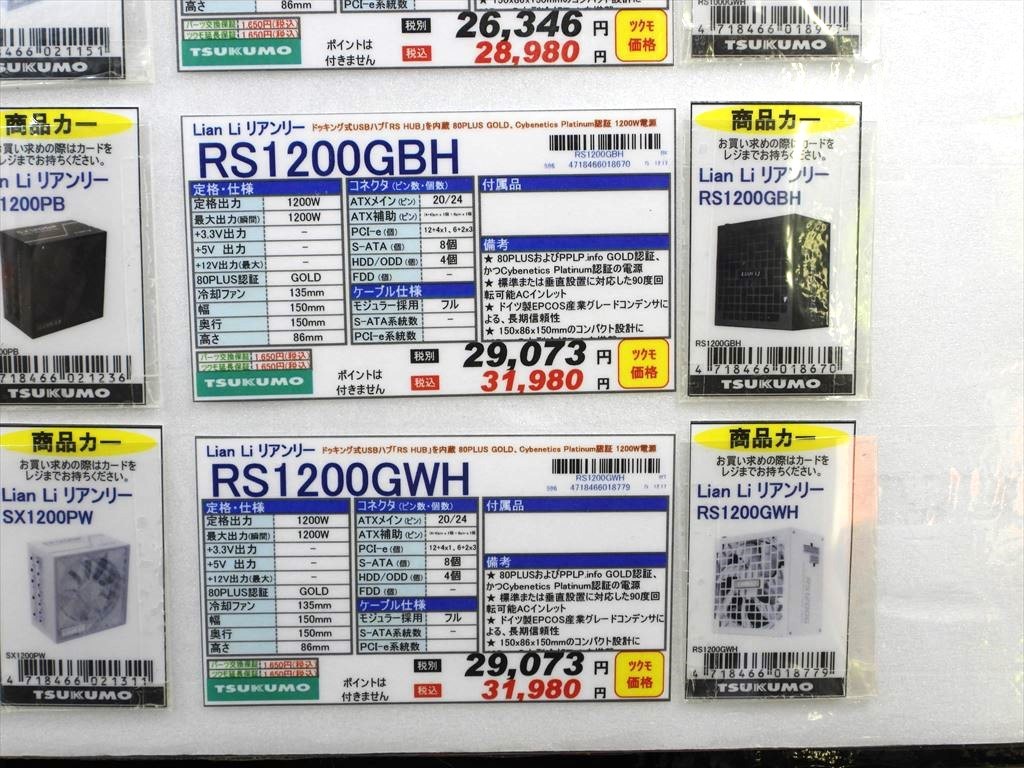 高さ 86mm PCI-e系統数
パーツ交換保証 1,650円(税込)
ツクモ延長保証 1,650円(税込)
TSUKUMO
ポイントは
付きません
税別 26,346 円
税込 28,980 円
ツクモ
価格
TSUKUMO
TSUKUMO
商品カー
お買い求めの際はカードを
レジまでお持ちください。
n Li リアンリー
1200PB
00PB
718466 021236
TSUKUMO
Lian Li リアンリー ドッキング式USBハブ「RS HUB」を内蔵 80PLUS GOLD、Cybenetics Platinum認証 1200W電源
RS1200GBH
RS1200GBH
4718466018670
定格・仕様
定格出力 1200W
最大出力(瞬間) 1200W
+3.3V出力 －
+5V 出力 －
+12V出力(最大) －
80PLUS認証 GOLD
冷却ファン 135mm
幅 150mm
奥行 150mm
高さ 86mm
コネクタ(ピン数・個数)
ATXメイン(ピン) 20/24
ATX補助(ピン)
PCI-e(個) 12+4x1、6+2x3
S-ATA (個) 8個
HDD/ODD (個) 4個
FDD (個) －
ケーブル仕様
モジュラー採用 フル
S-ATA系統数 －
PCI-e系統数
付属品
備考
★ 80PLUSおよびPPLP.info GOLD認証、
かつCybenetics Platinum認証の電源
★ 標準または垂直設置に対応した90度回
転可能ACインレット
★ ドイツ製EPCOS産業グレードコンデンサに
よる、長期信頼性
★ 150x86x150mmのコンパクト設計に
パーツ交換保証 1,650円(税込)
ツクモ延長保証 1,650円(税込)
TSUKUMO
ポイントは
付きません
税別 29,073 円
税込 31,980 円
ツクモ
価格
商品カー
お買い求めの際はカードを
レジまでお持ちください。
Lian Li リアンリー
RS1200GBH
RS1200GBH
4 718466 018670
TSUKUMO
商品カー
お買い求めの際はカードを
レジまでお持ちください。
Lian Li リアンリー
SX1200PW
SX1200PW
4 718466 021311
TSUKUMO
Lian Li リアンリー ドッキング式USBハブ「RS HUB」を内蔵 80PLUS GOLD、Cybenetics Platinum認証 1200W電源
RS1200GWH
RS1200GWH
4718466018779
定格・仕様
定格出力 1200W
最大出力(瞬間) 1200W
+3.3V出力 －
+5V 出力 －
+12V出力(最大) －
80PLUS認証 GOLD
冷却ファン 135mm
幅 150mm
奥行 150mm
高さ 86mm
コネクタ(ピン数・個数)
ATXメイン(ピン) 20/24
ATX補助(ピン)
PCI-e(個) 12+4x1、6+2x3
S-ATA (個) 8個
HDD/ODD (個) 4個
FDD (個) －
ケーブル仕様
モジュラー採用 フル
S-ATA系統数 －
PCI-e系統数
付属品
備考
★ 80PLUSおよびPPLP.info GOLD認証、
かつCybenetics Platinum認証の電源
★ 標準または垂直設置に対応した90度回
転可能ACインレット
★ ドイツ製EPCOS産業グレードコンデンサに
よる、長期信頼性
★ 150x86x150mmのコンパクト設計に
パーツ交換保証 1,650円(税込)
ツクモ延長保証 1,650円(税込)
TSUKUMO
ポイントは
付きません
税別 29,073 円
税込 31,980 円
ツクモ
価格
商品カー
お買い求めの際はカードを
レジまでお持ちください。
Lian Li リアンリー
RS1200GWH
RS1200GWH
4 718466 018779
TSUKUMO